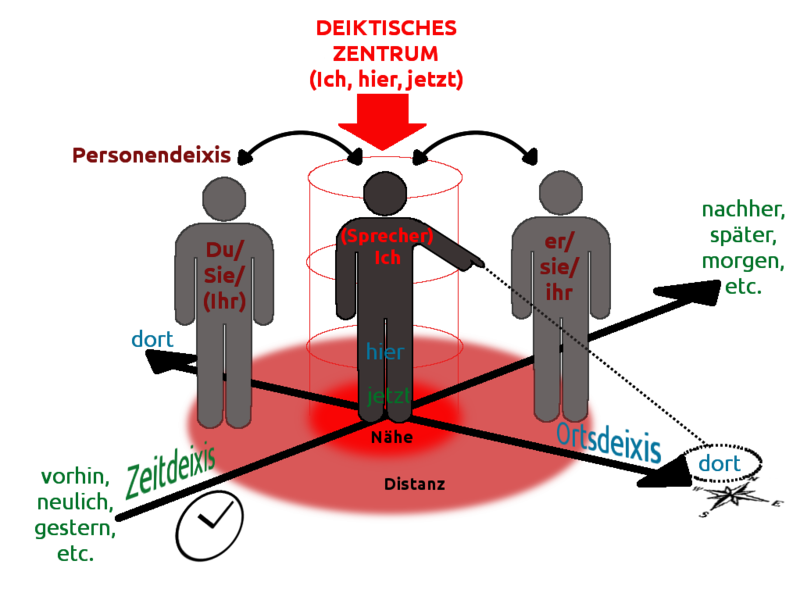 DEIKTISCHES
ZENTRUM
(Ich, hier, jetzt)
Personendeixis
Du/
Sie/
(Ihr)
(Sprecher)
Ich
er/
sie/
ihr
nachher,
später,
morgen,
etc.
dort
hier
jetzt
Nähe
Distanz
Ortsdeixis
dort
N
W
E
S
Zeitdeixis
vorhin,
neulich,
gestern,
etc.